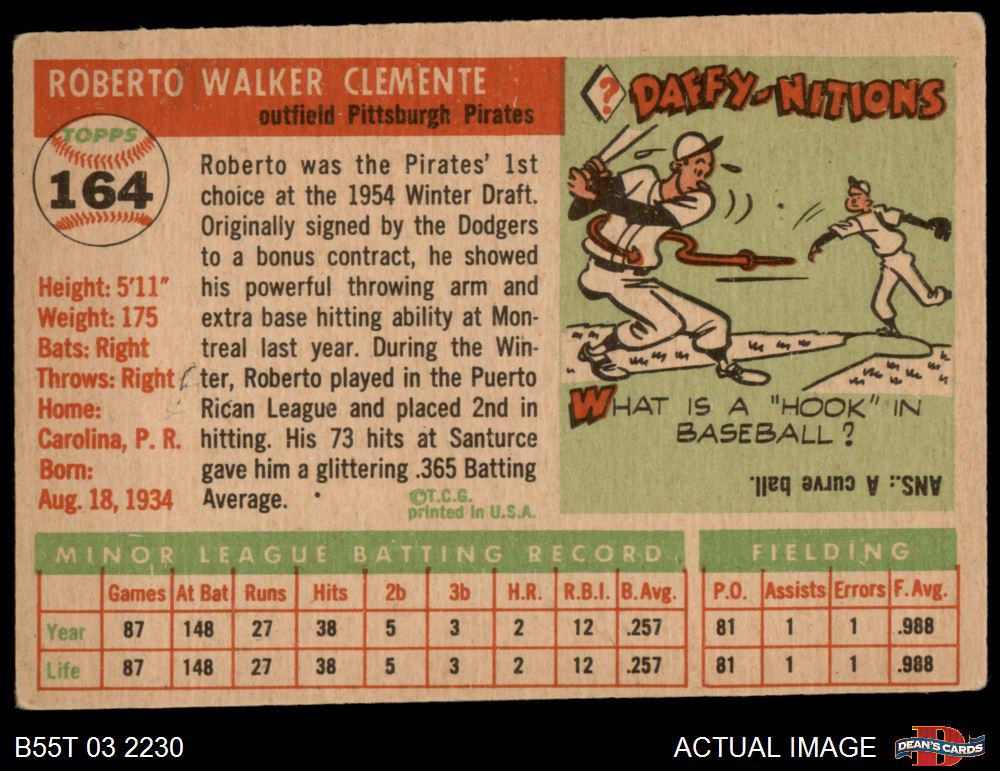 ROBERTO WALKER CLEMENTE
outfield Pittsburgh Pirates
TOPPS
164
Height: 5'11"
Weight: 175
Bats: Right
Throws: Right
Home:
Carolina, P. R.
Born:
Aug. 18, 1934
Roberto was the Pirates' 1st
choice at the 1954 Winter Draft.
Originally signed by the Dodgers
to a bonus contract, he showed
his powerful throwing arm and
extra base hitting ability at Mon-
treal last year. During the Win-
ter, Roberto played in the Puerto
Rican League and placed 2nd in
hitting. His 73 hits at Santurce
gave him a glittering .365 Batting
Average.
©T.C.G.
printed in U.S.A.
? DAFFY-NITIONS
WHAT IS A "HOOK" IN
BASEBALL?
ANS.: A curve ball.
MINOR LEAGUE BATTING RECORD
Games At Bat Runs Hits 2b 3b H.R. R.B.I. B. Avg.
Year 87 148 27 38 5 3 2 12 .257
Life 87 148 27 38 5 3 2 12 .257
FIELDING
P.O. Assists Errors F. Avg.
81 1 1 .988
81 1 1 .988
B55T 03 2230
ACTUAL IMAGE
D
DEAN'S CARDS